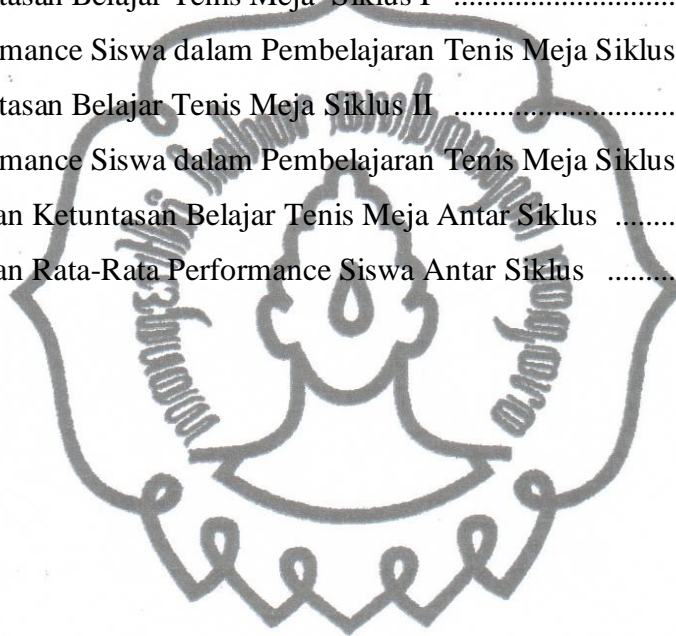 tasan Belajar Tenis Meja Siklus I ............................
mance Siswa dalam Pembelajaran Tenis Meja Siklus
tasan Belajar Tenis Meja Siklus II ............................
mance Siswa dalam Pembelajaran Tenis Meja Siklus
an Ketuntasan Belajar Tenis Meja Antar Siklus ........
an Rata-Rata Performance Siswa Antar Siklus .........